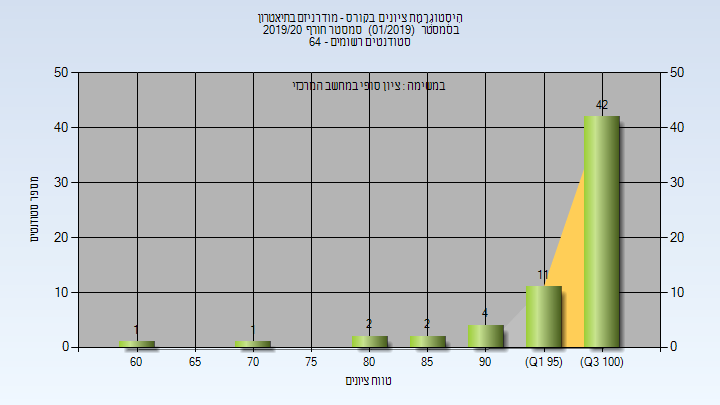 היסטוגרמת ציונים בקורס - מודרניזם בתיאטרון
בסמסטר (01/2019) סמסטר חורף 2019/20
סטודנטים רשומים - 64
במשימה : ציון סופי במחשב המרכזי
50 50
42
40 40
30 30
מספר סטודנטים
20 20
11
10 10
4
1 1 2 2
0 0
60 65 70 75 80 85 90 (Q1 95) (Q3 100)
טווח ציונים